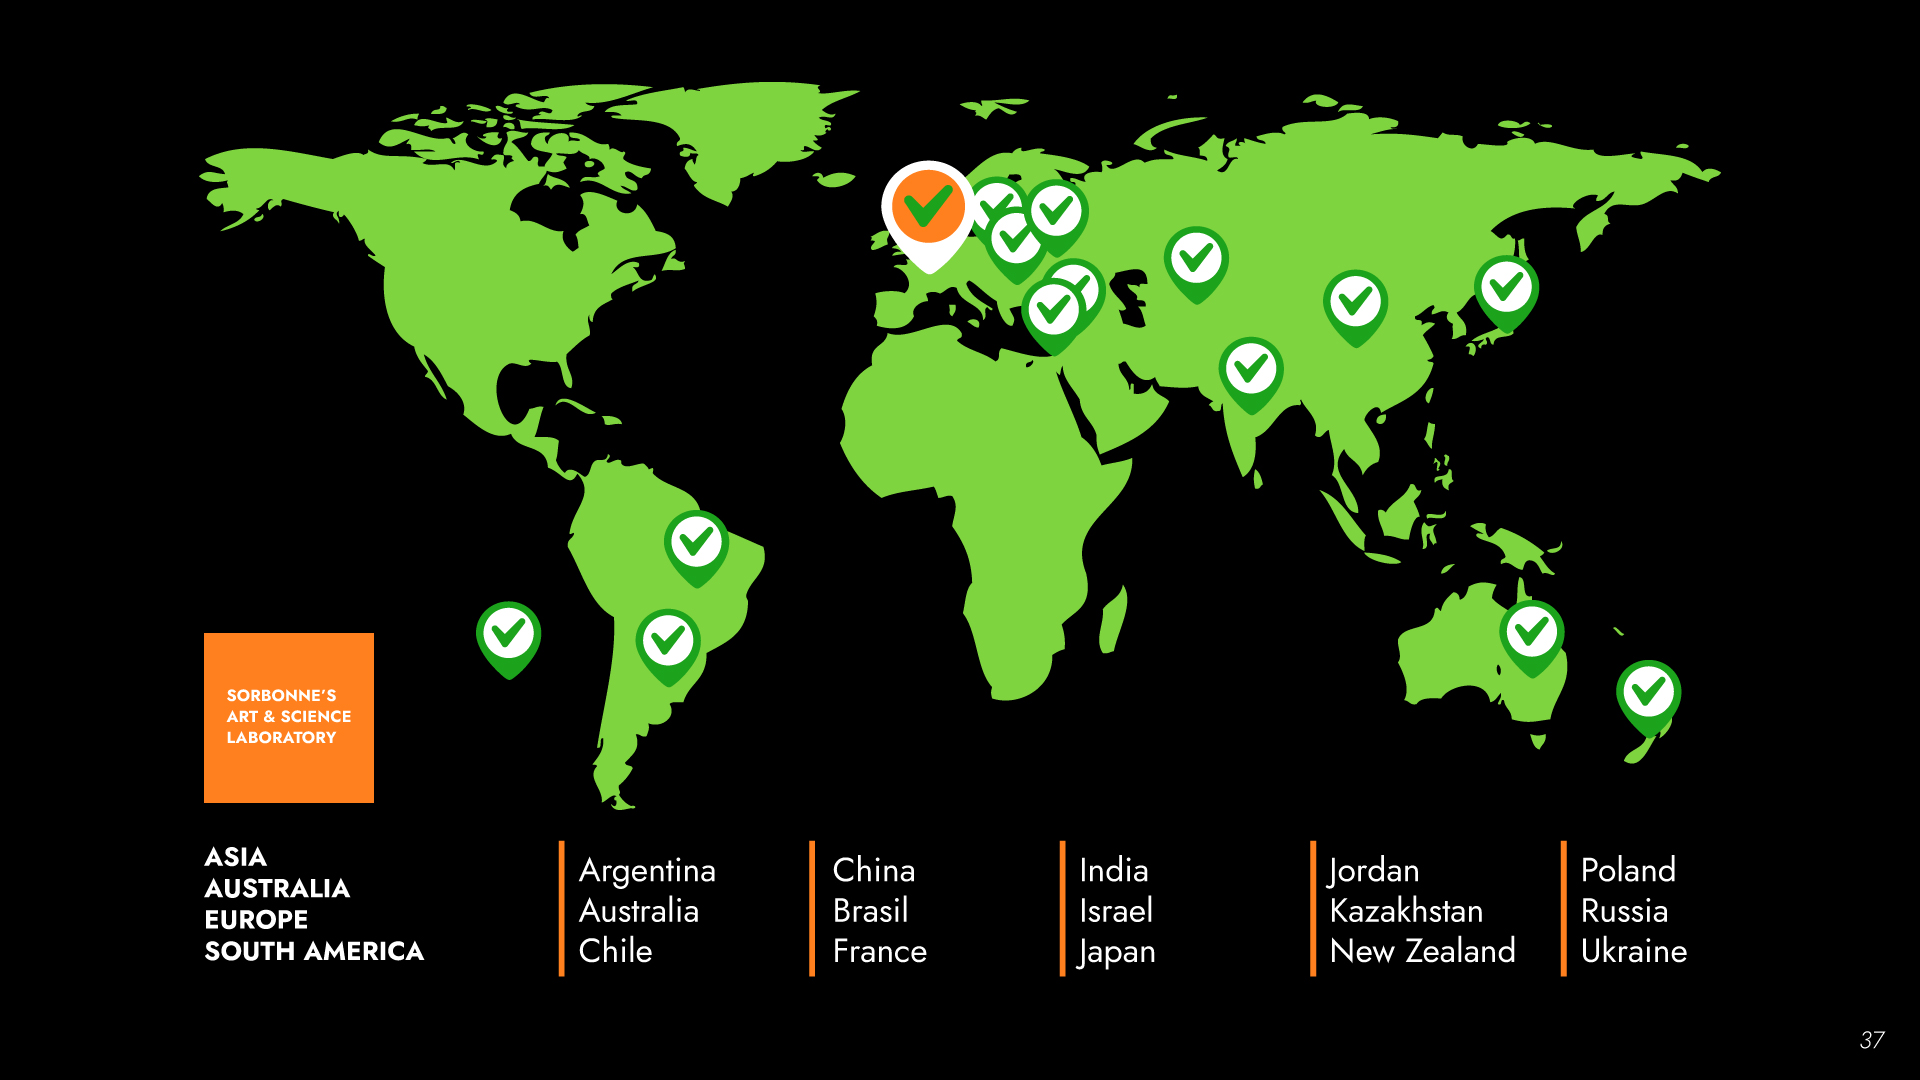 SORBONNE'S
ART & SCIENCE
LABORATORY
ASIA
AUSTRALIA
EUROPE
SOUTH AMERICA
Argentina
Australia
Chile
China
Brasil
France
India
Israel
Japan
Jordan
Kazakhstan
New Zealand
Poland
Russia
Ukraine
37